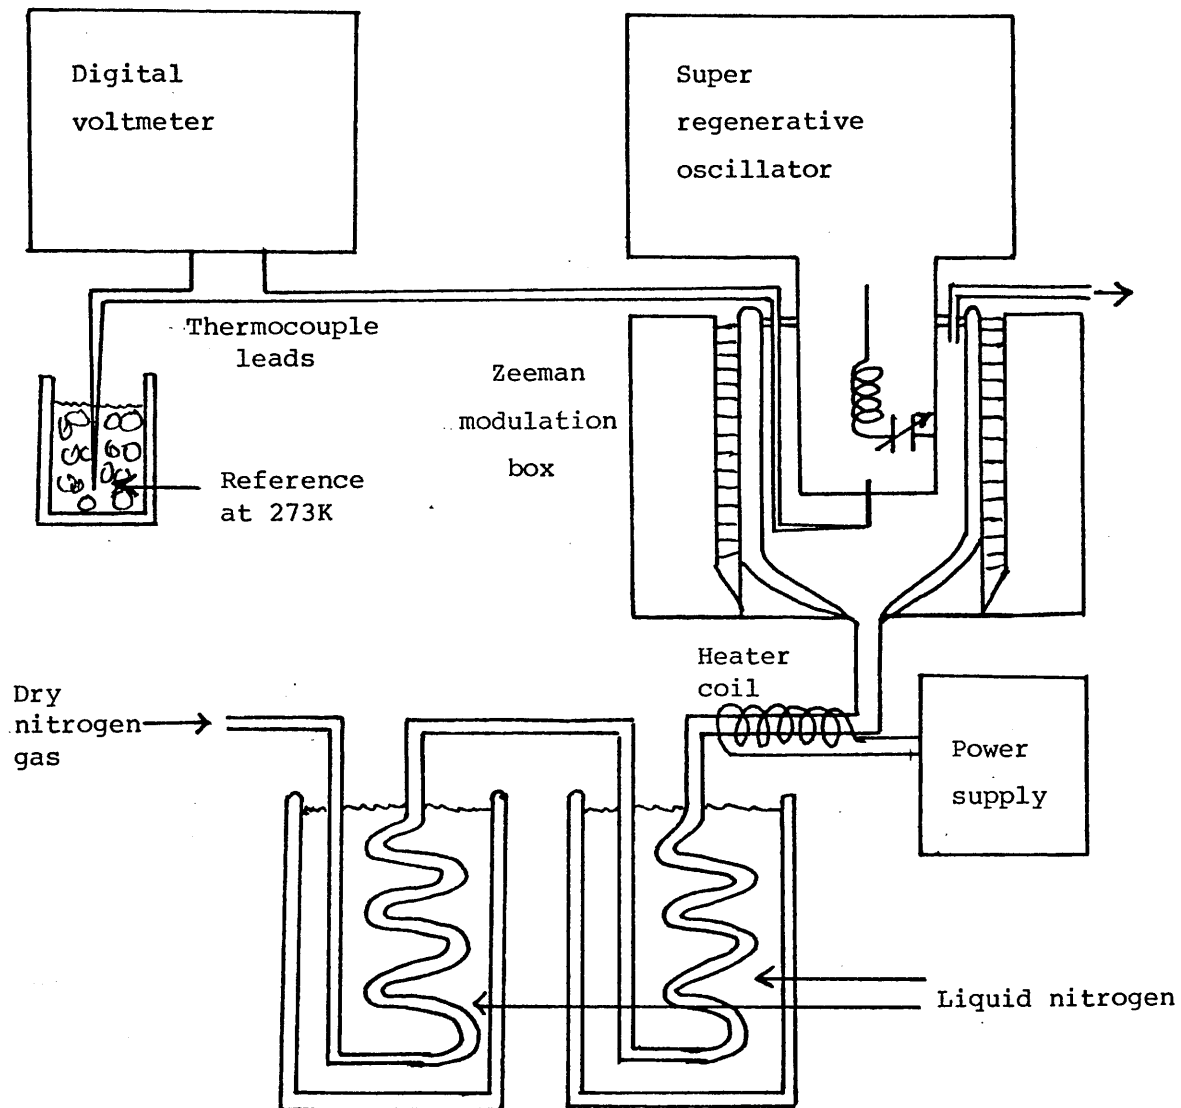 Digital
voltmeter
Super
regenerative
oscillator
Thermocouple
leads
Zeeman
modulation
box
Reference
at 273K
Heater
coil
Dry
nitrogen
gas
Power
supply
Liquid nitrogen